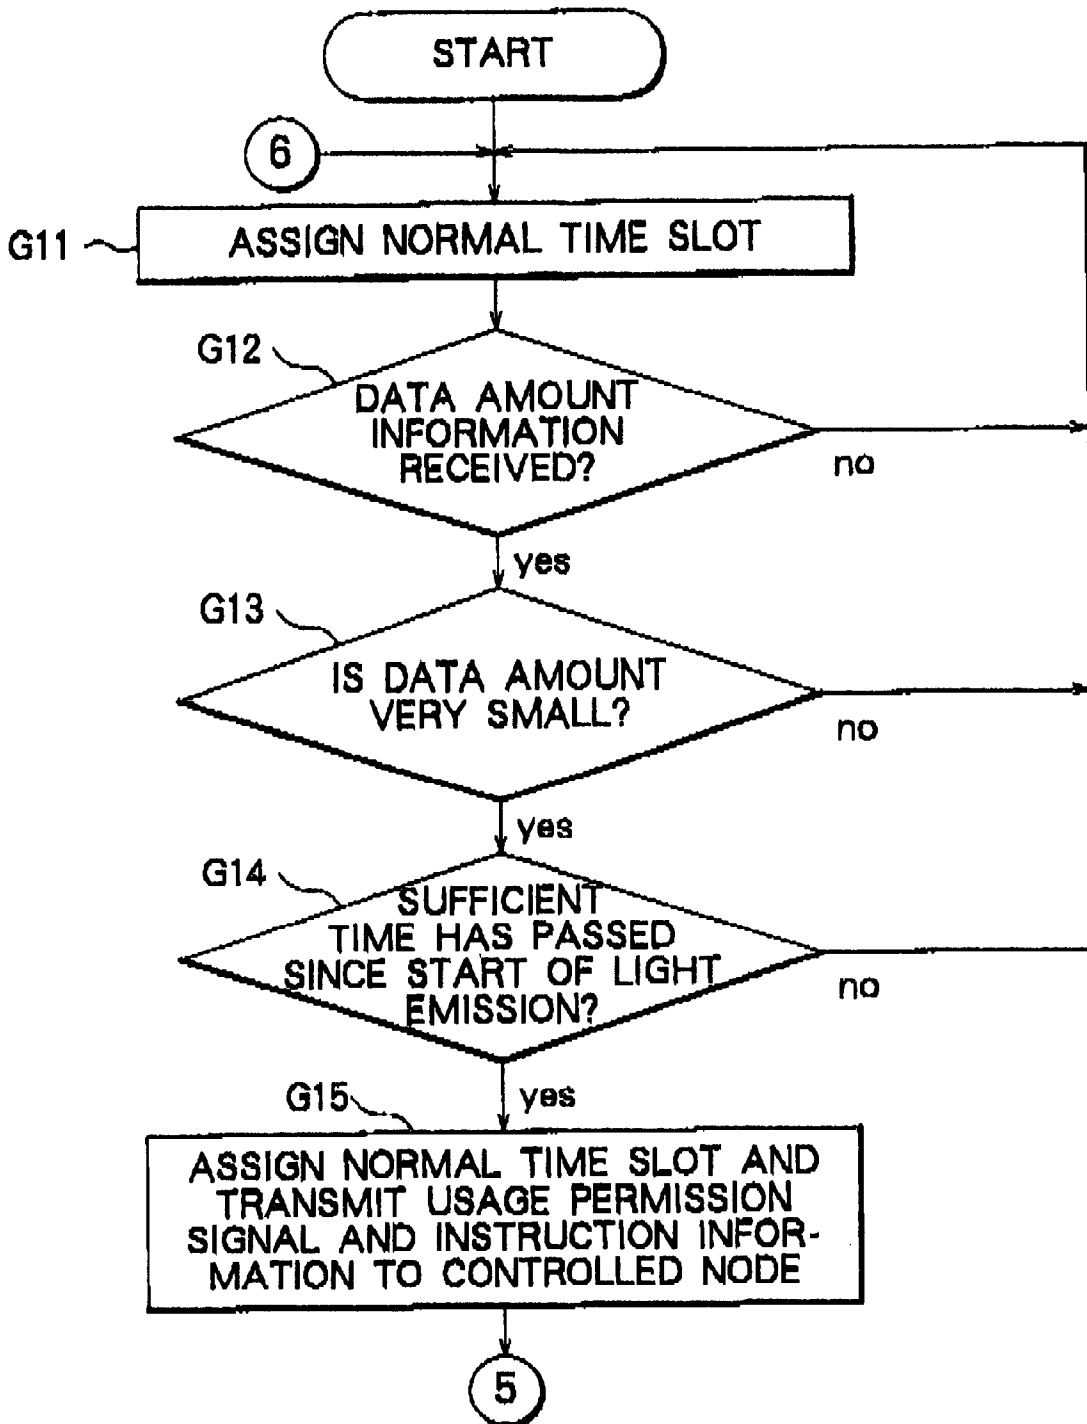 START
6
G11
ASSIGN NORMAL TIME SLOT
G12
DATA AMOUNT
INFORMATION
RECEIVED?
no
yes
G13
IS DATA AMOUNT
VERY SMALL?
no
yes
G14
SUFFICIENT
TIME HAS PASSED
SINCE START OF LIGHT
EMISSION?
no
yes
G15
ASSIGN NORMAL TIME SLOT AND
TRANSMIT USAGE PERMISSION
SIGNAL AND INSTRUCTION INFOR-
MATION TO CONTROLLED NODE
5